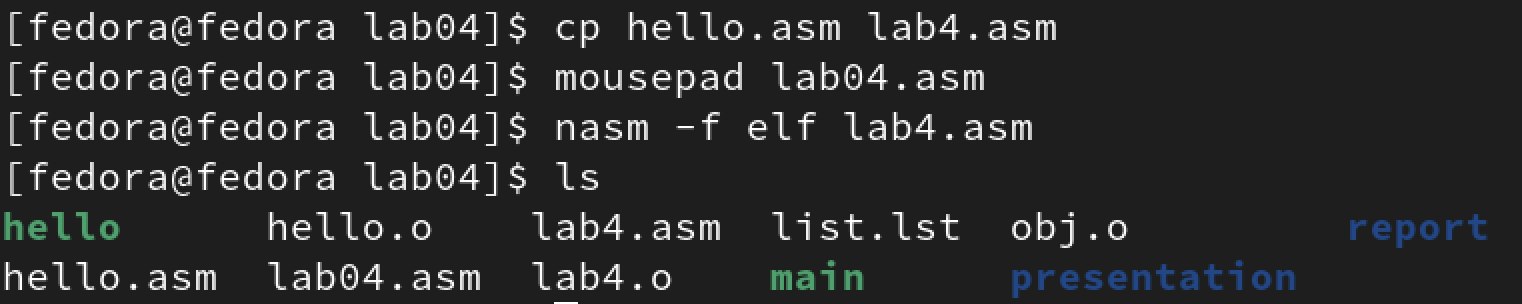 [fedora@fedora lab04]$ cp hello.asm lab4.asm
[fedora@fedora lab04]$ mousepad lab04.asm
[fedora@fedora lab04]$ nasm -f elf lab4.asm
[fedora@fedora lab04]$ ls
hello hello.o lab4.asm list.lst obj.o report
hello.asm lab04.asm lab4.o main presentation